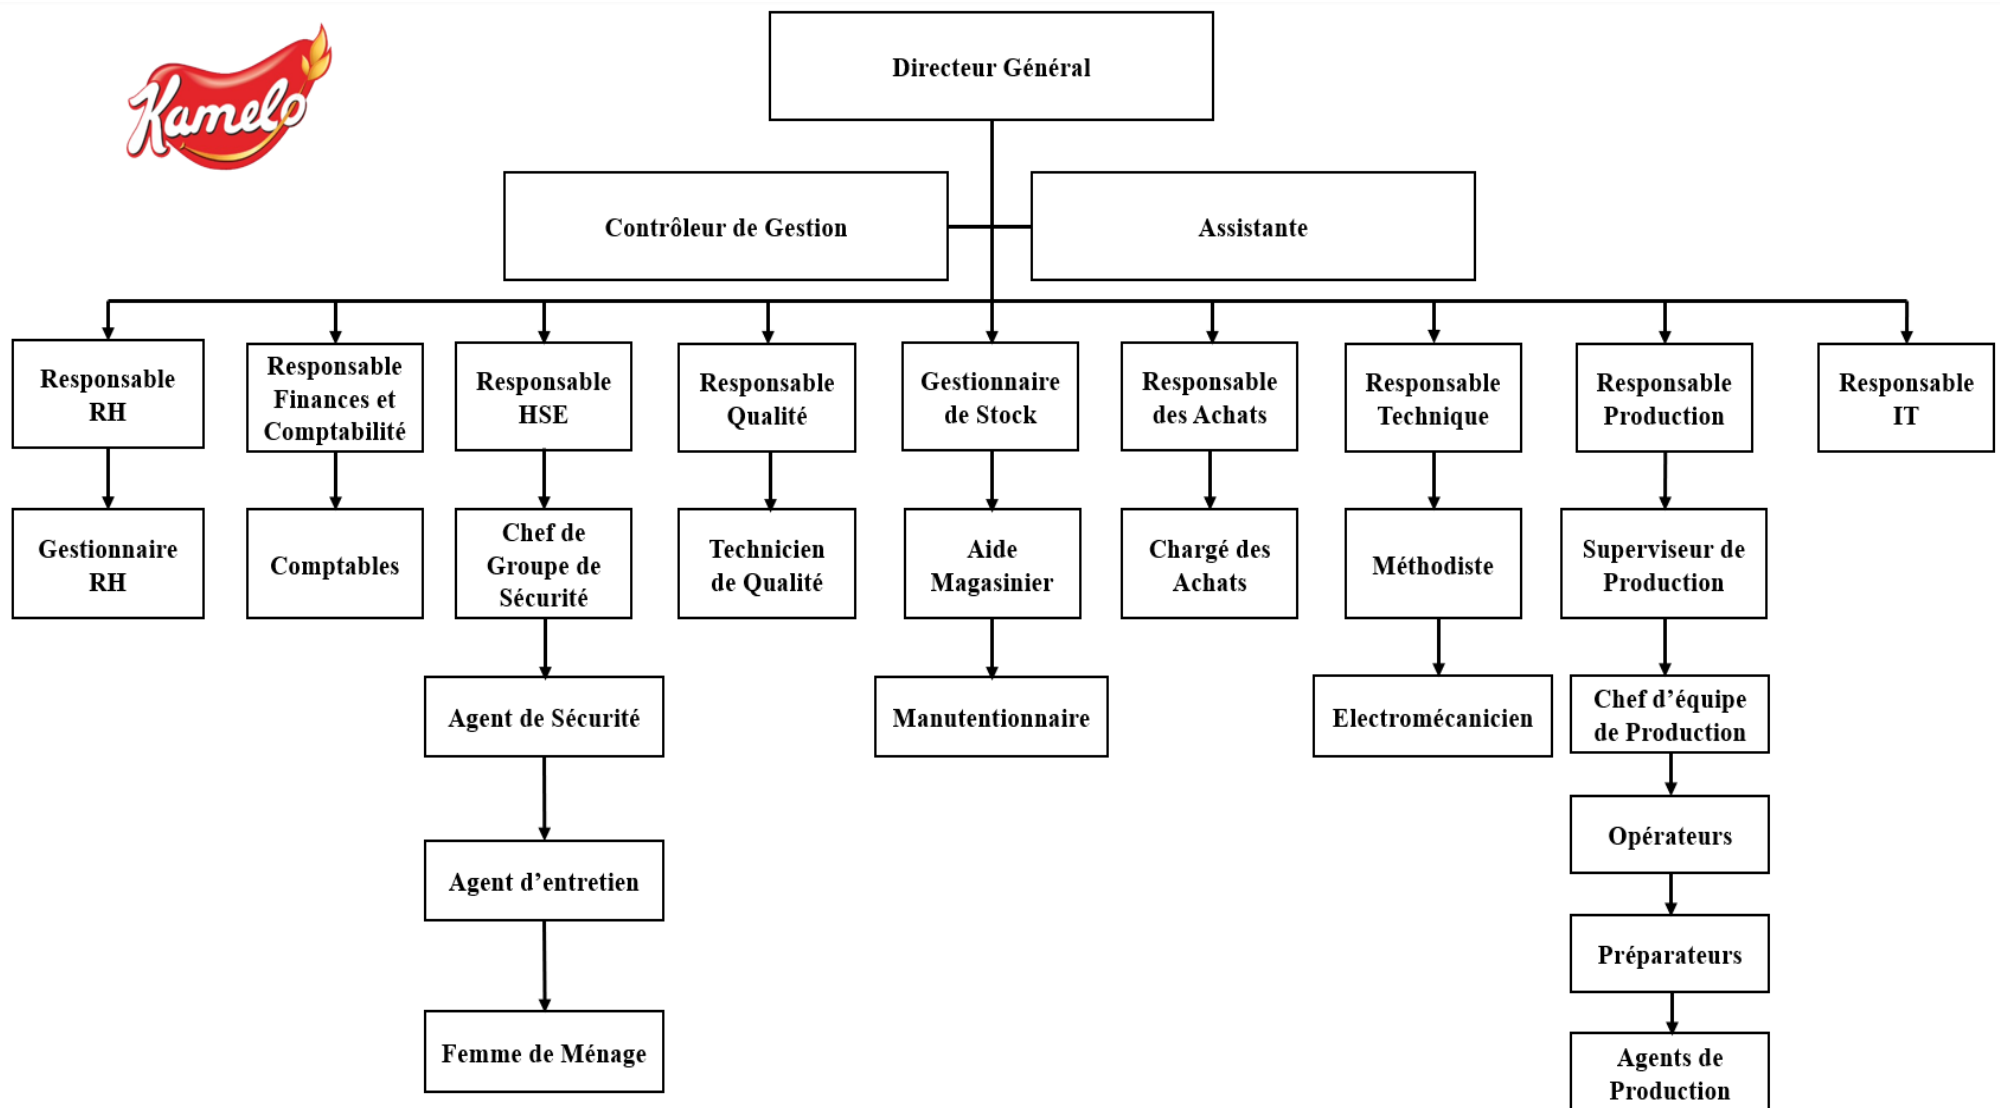 Kamelo
Directeur Général
Contrôleur de Gestion
Assistante
Responsable
RH
Responsable
Finances et
Comptabilité
Responsable
HSE
Responsable
Qualité
Gestionnaire
de Stock
Responsable
des Achats
Responsable
Technique
Responsable
Production
Responsable
IT
Gestionnaire
RH
Comptables
Chef de
Groupe de
Sécurité
Technicien
de Qualité
Aide
Magasinier
Chargé des
Achats
Méthodiste
Superviseur de
Production
Agent de Sécurité
Manutentionnaire
Electromécanicien
Chef d’équipe
de Production
Opérateurs
Agent d’entretien
Préparateurs
Femme de Ménage
Agents de
Production